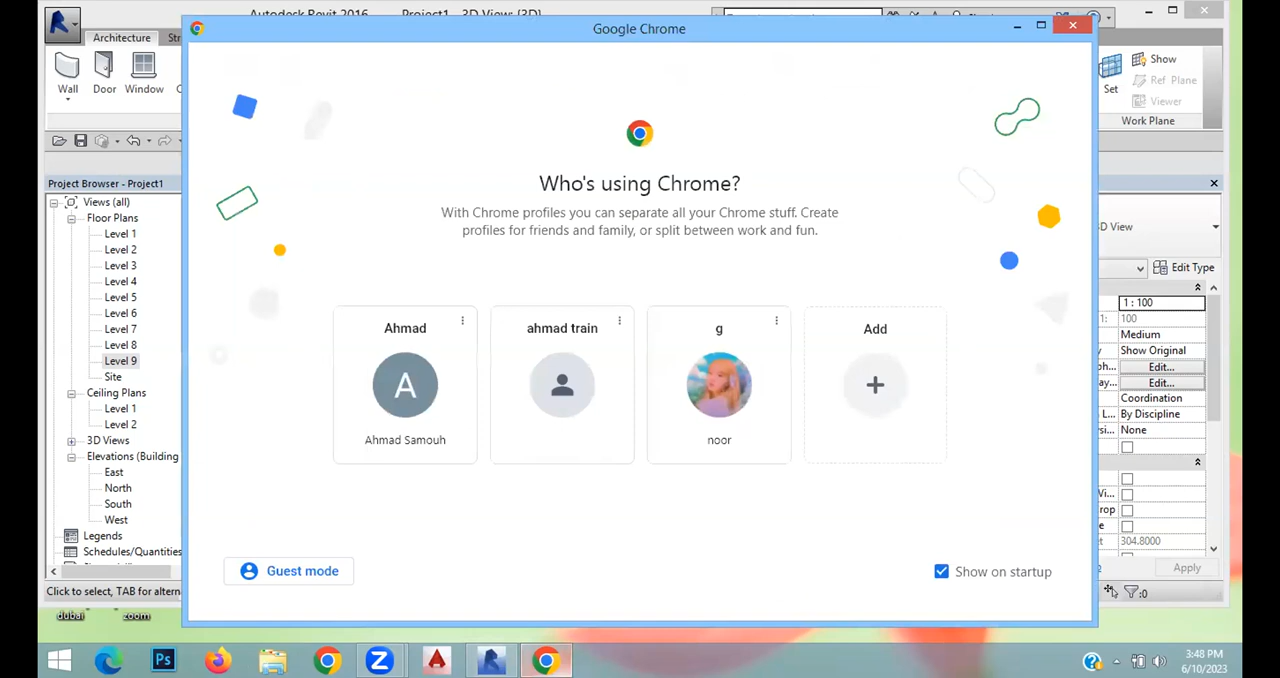 Autodesk Revit 2016 Project1 - 3D View: {3D}
Google Chrome
Architecture
Wall
Door
Window
Show
Set
Ref Plane
Viewer
Work Plane
Who's using Chrome?
With Chrome profiles you can separate all your Chrome stuff. Create
profiles for friends and family, or split between work and fun.
Project Browser - Project1
Views (all)
Floor Plans
Level 1
Level 2
Level 3
Level 4
Level 5
Level 6
Level 7
Level 8
Level 9
Site
Ceiling Plans
Level 1
Level 2
3D Views
Elevations (Building
East
North
South
West
Legends
Schedules/Quantities
Click to select, TAB for altern
Ahmad
A
Ahmad Samouh
ahmad train
g
noor
Add
+
Guest mode
Show on startup
3D View
Edit Type
1 : 100
1: 100
Medium
Show Original
Edit...
Edit...
Coordination
By Discipline
None
304.8000
Apply
:0
dubai
zoom
Ps
Z
3:48 PM
6/10/2023